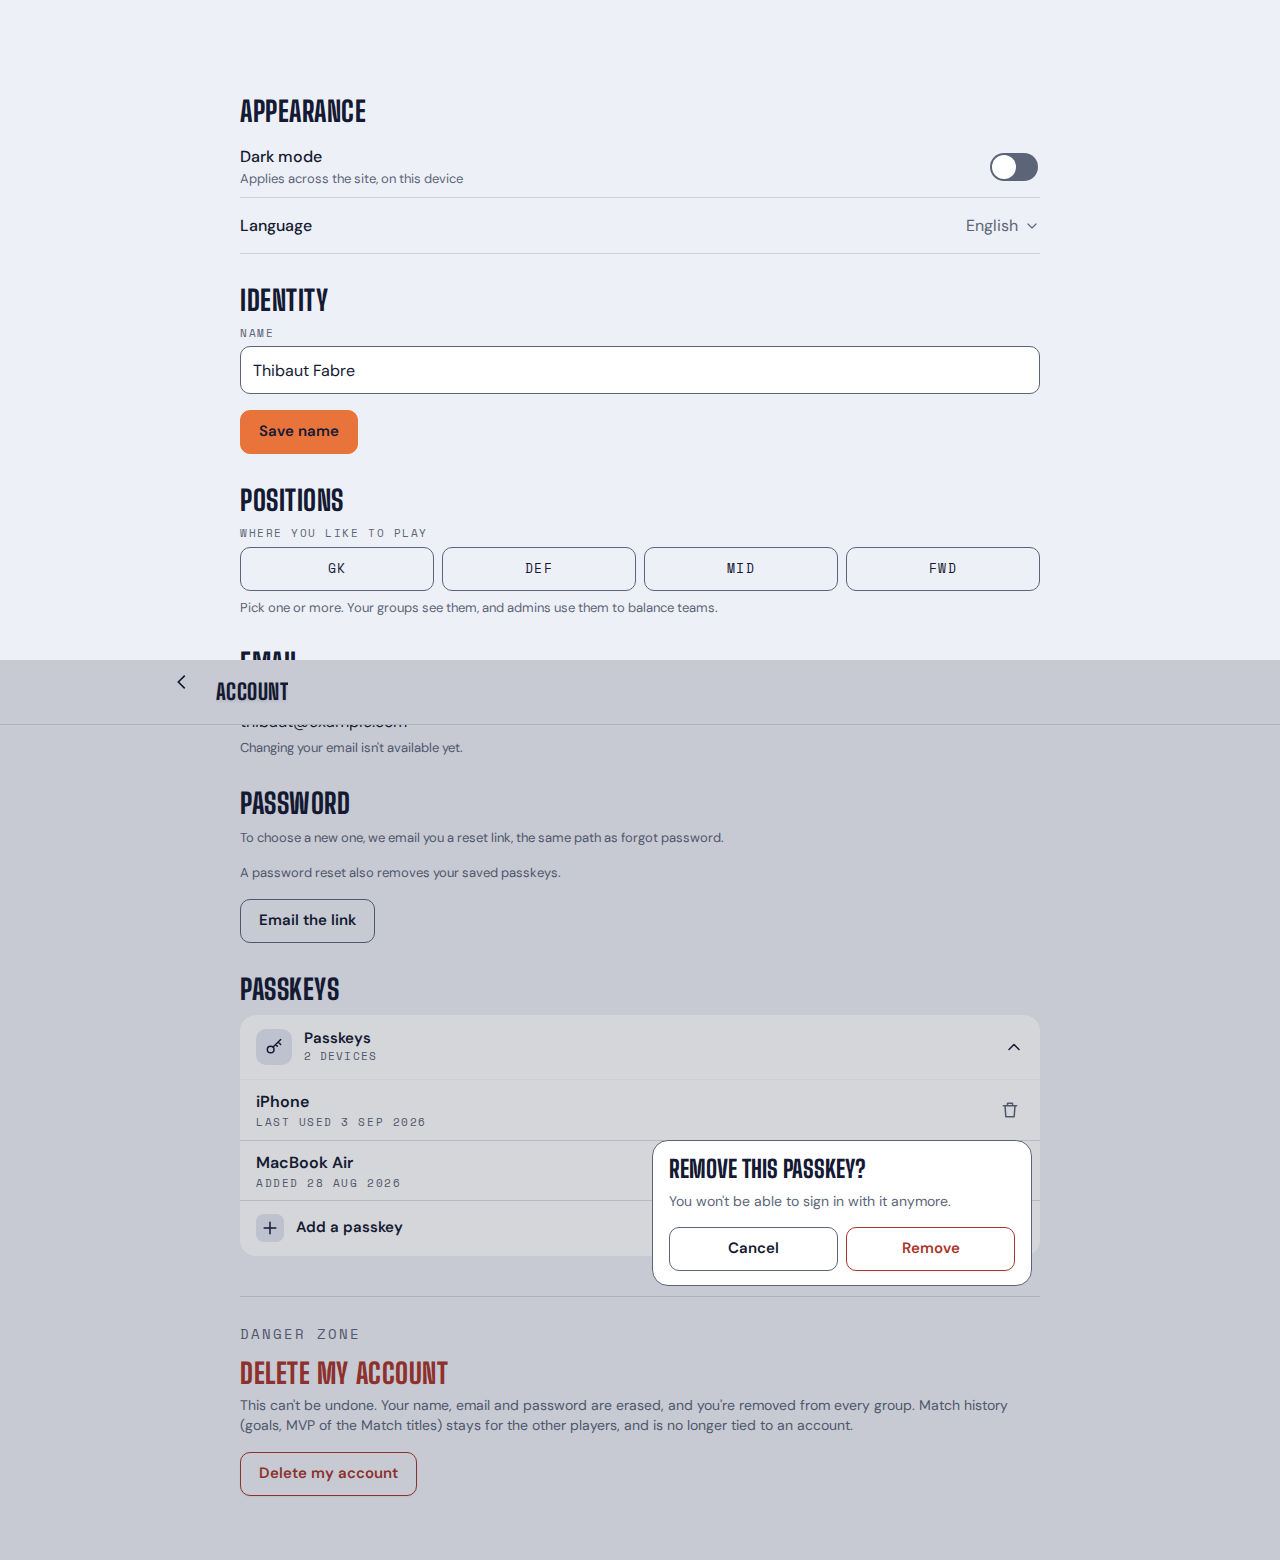 APPEARANCE
Dark mode
Applies across the site, on this device
Language
English
IDENTITY
NAME
Thibaut Fabre
Save name
POSITIONS
WHERE YOU LIKE TO PLAY
GK
DEF
MID
FWD
Pick one or more. Your groups see them, and admins use them to balance teams.
EMAIL
ACCOUNT
thibaut@example.com
Changing your email isn't available yet.
PASSWORD
To choose a new one, we email you a reset link, the same path as forgot password.
A password reset also removes your saved passkeys.
Email the link
PASSKEYS
Passkeys
2 DEVICES
iPhone
LAST USED 3 SEP 2026
MacBook Air
ADDED 28 AUG 2026
Add a passkey
REMOVE THIS PASSKEY?
You won't be able to sign in with it anymore.
Cancel
Remove
DANGER ZONE
DELETE MY ACCOUNT
This can't be undone. Your name, email and password are erased, and you're removed from every group. Match history
(goals, MVP of the Match titles) stays for the other players, and is no longer tied to an account.
Delete my account